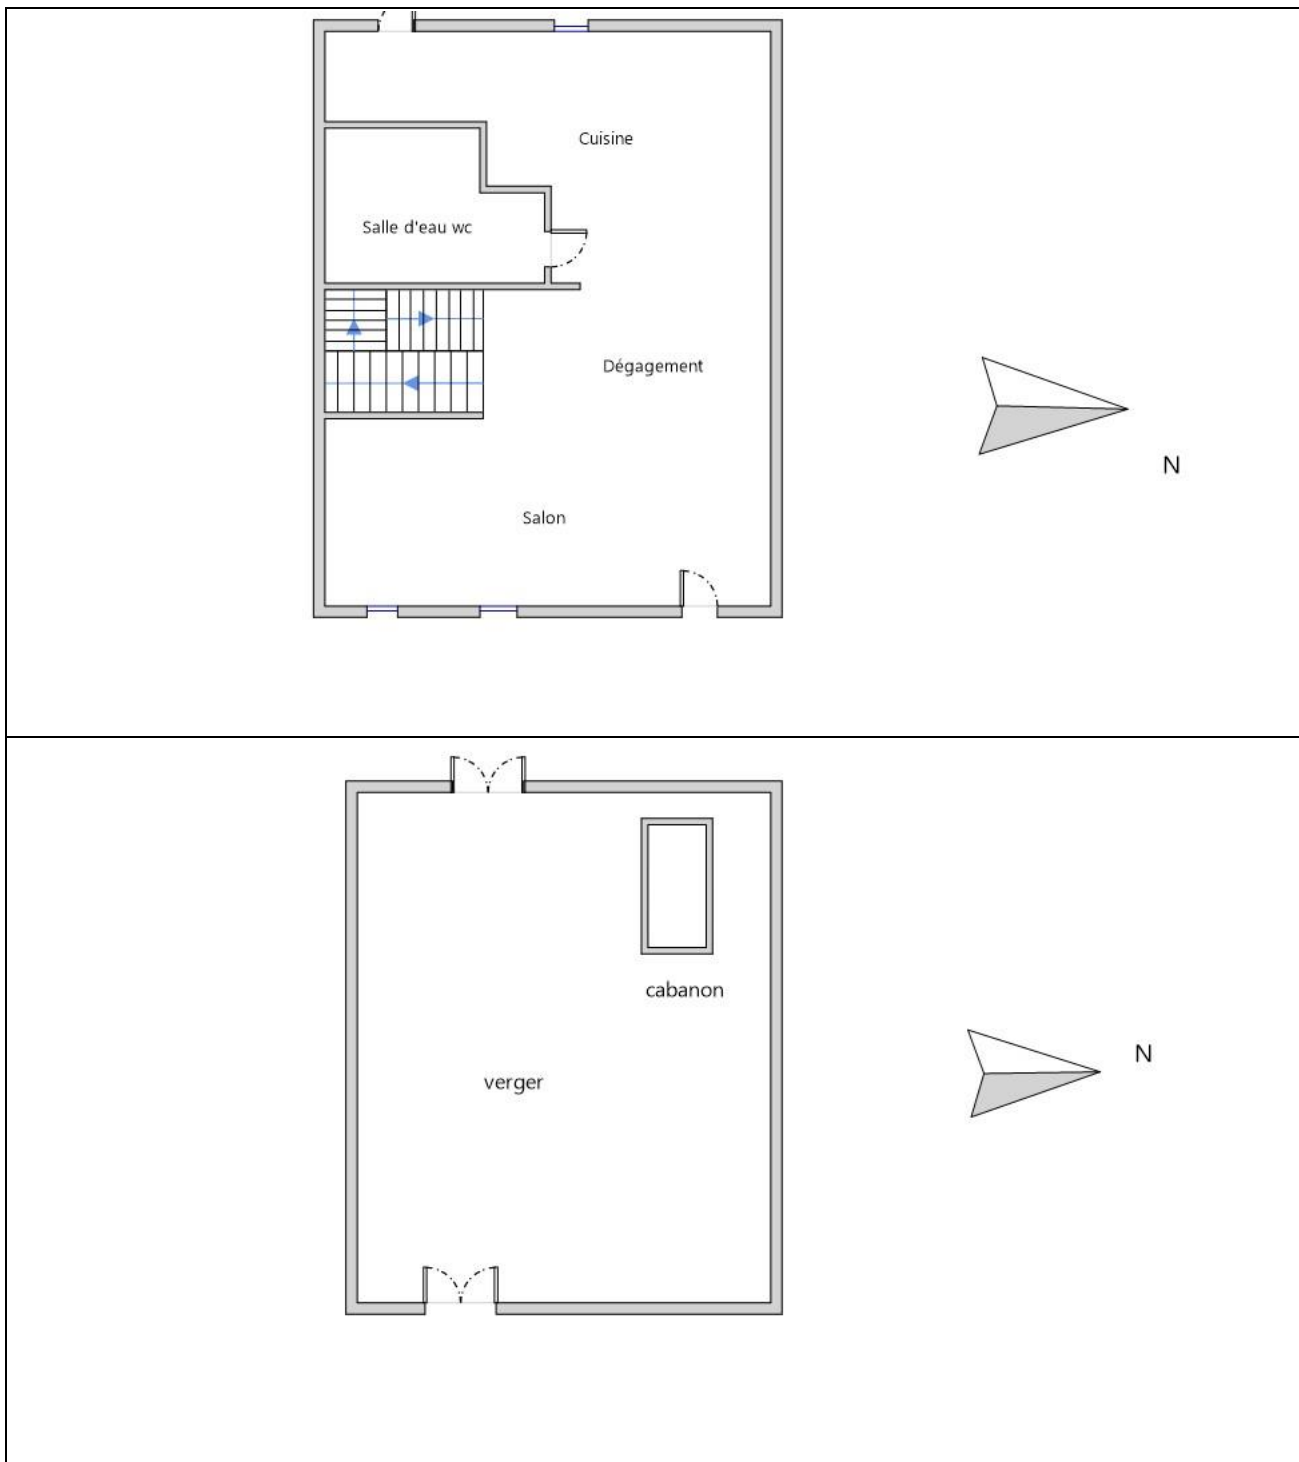 Cuisine
Salle d'eau wc
Dégagement
N
Salon
cabanon
N
verger